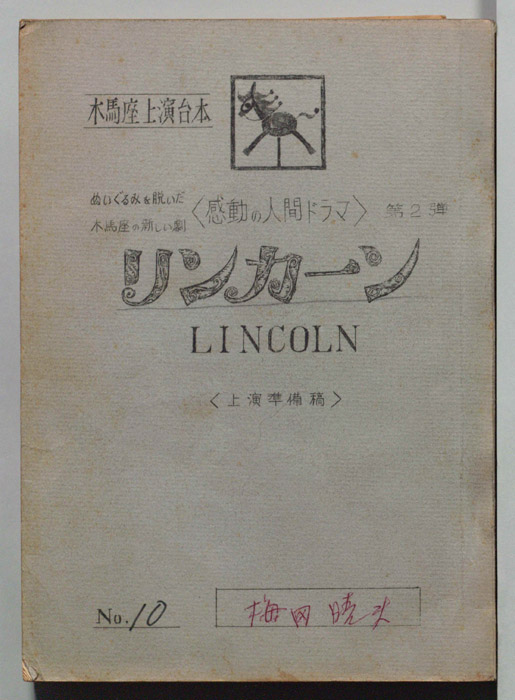 木馬座上演台本
ぬいぐるみを脱いだ
木馬座の新しい劇
〈感動の人間ドラマ〉 第2弾
リンカーン
LINCOLN
〈上演準備稿〉
No. 10
梅田晴夫